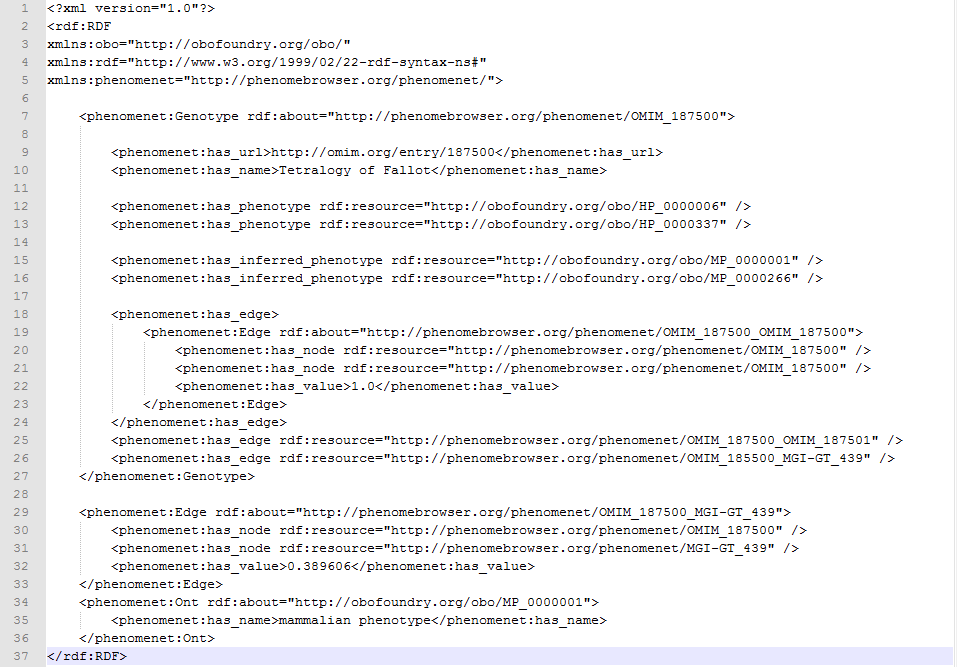 1 <?xml version="1.0"?>
2 <rdf:RDF
3 xmlns:obo="http://obofoundry.org/obo/"
4 xmlns:rdf="http://www.w3.org/1999/02/22-rdf-syntax-ns#"
5 xmlns:phenomenet="http://phenomebrowser.org/phenomenet/">
6
7 <phenomenet:Genotype rdf:about="http://phenomebrowser.org/phenomenet/OMIM_187500">
8
9 <phenomenet:has_url>http://omim.org/entry/187500</phenomenet:has_url>
10 <phenomenet:has_name>Tetralogy of Fallot</phenomenet:has_name>
11
12 <phenomenet:has_phenotype rdf:resource="http://obofoundry.org/obo/HP_0000006" />
13 <phenomenet:has_phenotype rdf:resource="http://obofoundry.org/obo/HP_0000337" />
14
15 <phenomenet:has_inferred_phenotype rdf:resource="http://obofoundry.org/obo/MP_0000001" />
16 <phenomenet:has_inferred_phenotype rdf:resource="http://obofoundry.org/obo/MP_0000266" />
17
18 <phenomenet:has_edge>
19 <phenomenet:Edge rdf:about="http://phenomebrowser.org/phenomenet/OMIM_187500_OMIM_187500">
20 <phenomenet:has_node rdf:resource="http://phenomebrowser.org/phenomenet/OMIM_187500" />
21 <phenomenet:has_node rdf:resource="http://phenomebrowser.org/phenomenet/OMIM_187500" />
22 <phenomenet:has_value>1.0</phenomenet:has_value>
23 </phenomenet:Edge>
24 </phenomenet:has_edge>
25 <phenomenet:has_edge rdf:resource="http://phenomebrowser.org/phenomenet/OMIM_187500_OMIM_187501" />
26 <phenomenet:has_edge rdf:resource="http://phenomebrowser.org/phenomenet/OMIM_185500_MGI-GT_439" />
27 </phenomenet:Genotype>
28
29 <phenomenet:Edge rdf:about="http://phenomebrowser.org/phenomenet/OMIM_187500_MGI-GT_439">
30 <phenomenet:has_node rdf:resource="http://phenomebrowser.org/phenomenet/OMIM_187500" />
31 <phenomenet:has_node rdf:resource="http://phenomebrowser.org/phenomenet/MGI-GT_439" />
32 <phenomenet:has_value>0.389606</phenomenet:has_value>
33 </phenomenet:Edge>
34 <phenomenet:Ont rdf:about="http://obofoundry.org/obo/MP_0000001">
35 <phenomenet:has_name>mammalian phenotype</phenomenet:has_name>
36 </phenomenet:Ont>
37 </rdf:RDF>